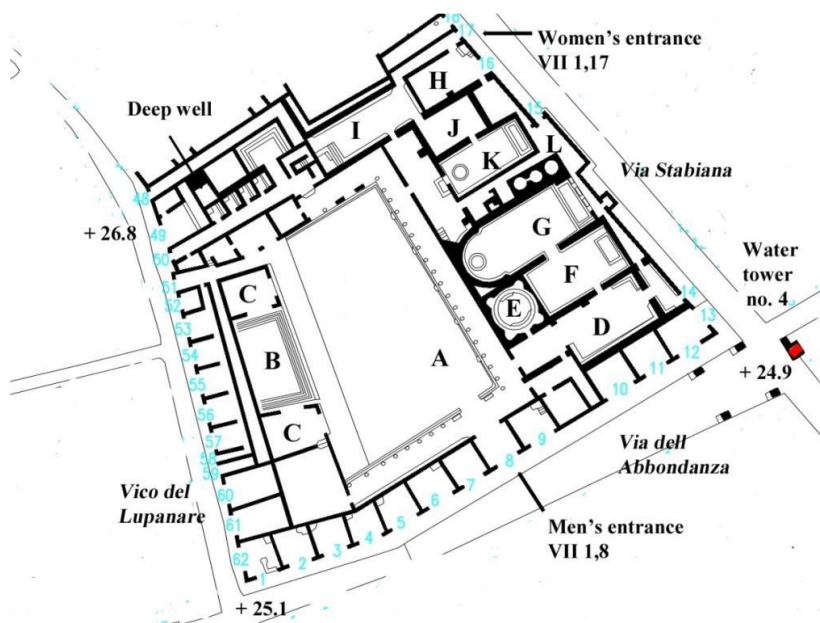 18
17
Women's entrance
VII 1,17
16
H
Deep well
15
I
J
L
K
Via Stabiana
48
+ 26.8
49
G
50
Water
tower
no. 4
F
51
C
52
E
14
13
53
D
12
B
A
54
11
+ 24.9
55
10
56
C
9
57
8
Via dell
Abbondanza
58
59
7
Vico del
Lupanare
60
6
5
61
4
Men's entrance
VII 1,8
3
62
2
1
+ 25.1